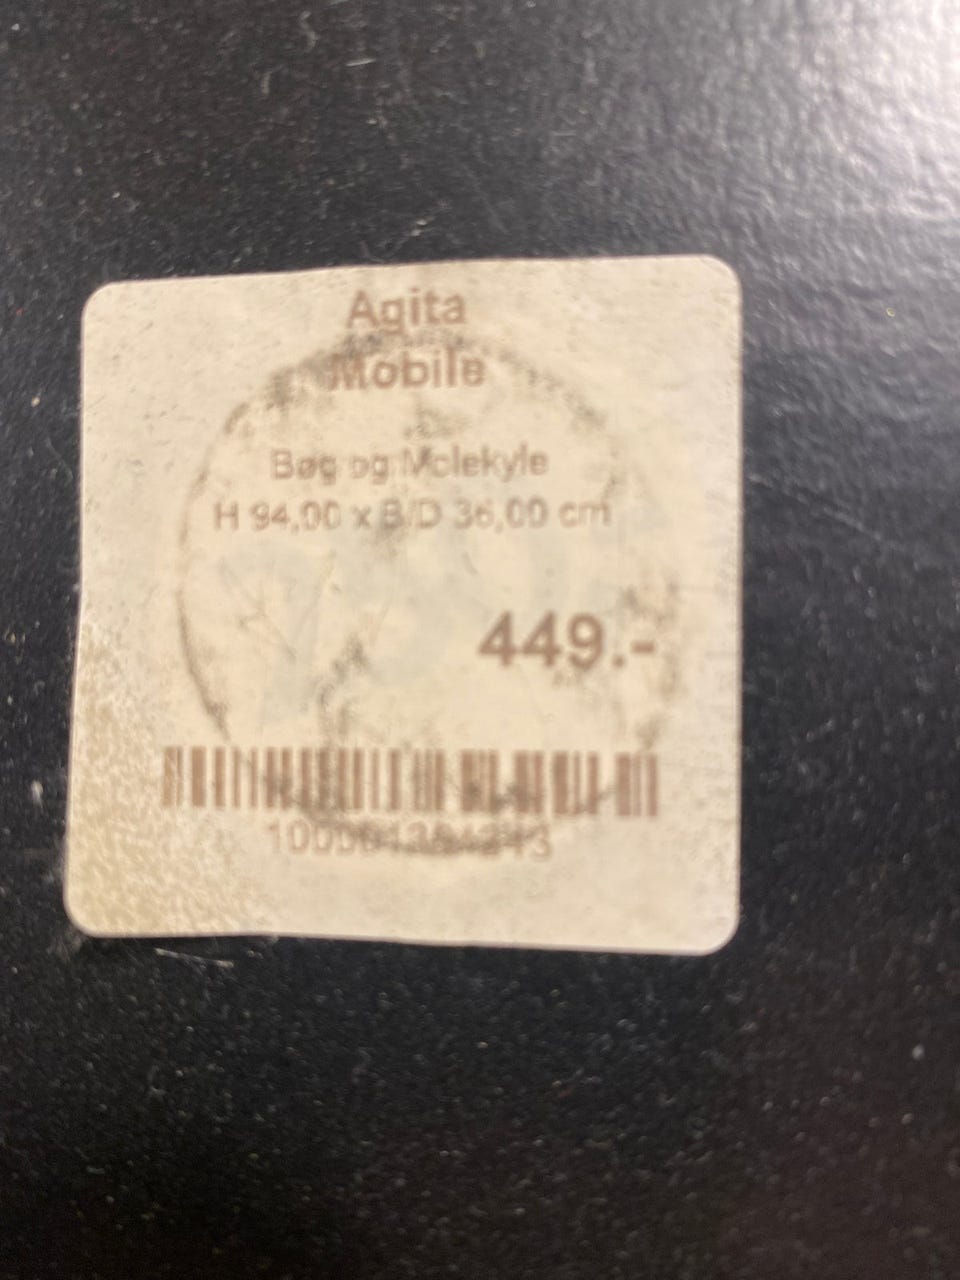 Agita
Mobile
Bøg og Molekyle
H 94,00 x B/D 36,00 cm
449.-